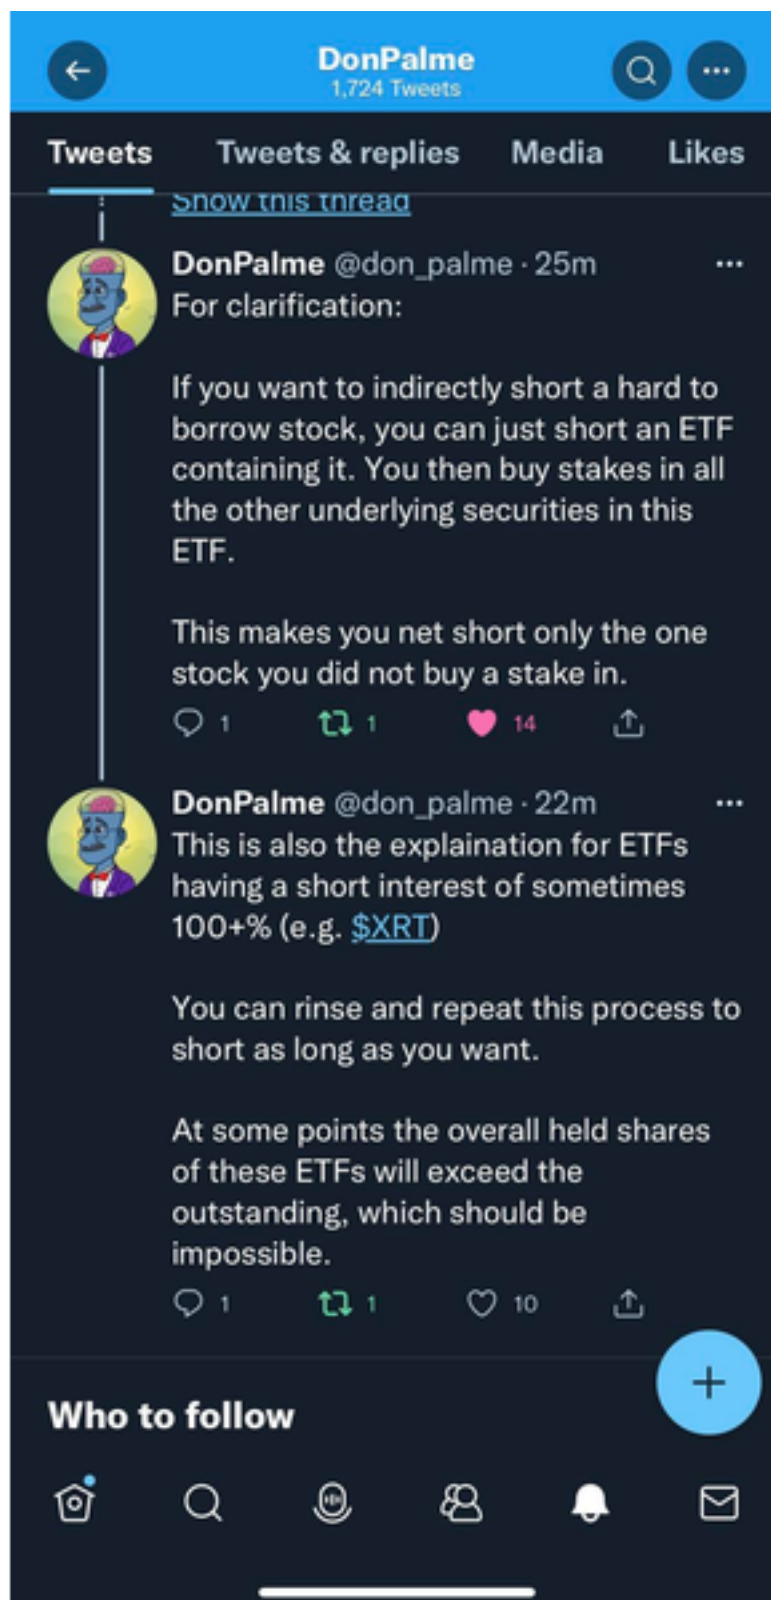 DonPalme
1,724 Tweets
Tweets Tweets & replies Media Likes
Show this thread
DonPalme @don_palme · 25m
For clarification:
If you want to indirectly short a hard to
borrow stock, you can just short an ETF
containing it. You then buy stakes in all
the other underlying securities in this
ETF.
This makes you net short only the one
stock you did not buy a stake in.
1 1 14
DonPalme @don_palme · 22m
This is also the explaination for ETFs
having a short interest of sometimes
100+% (e.g. $XRT)
You can rinse and repeat this process to
short as long as you want.
At some points the overall held shares
of these ETFs will exceed the
outstanding, which should be
impossible.
1 1 10
Who to follow